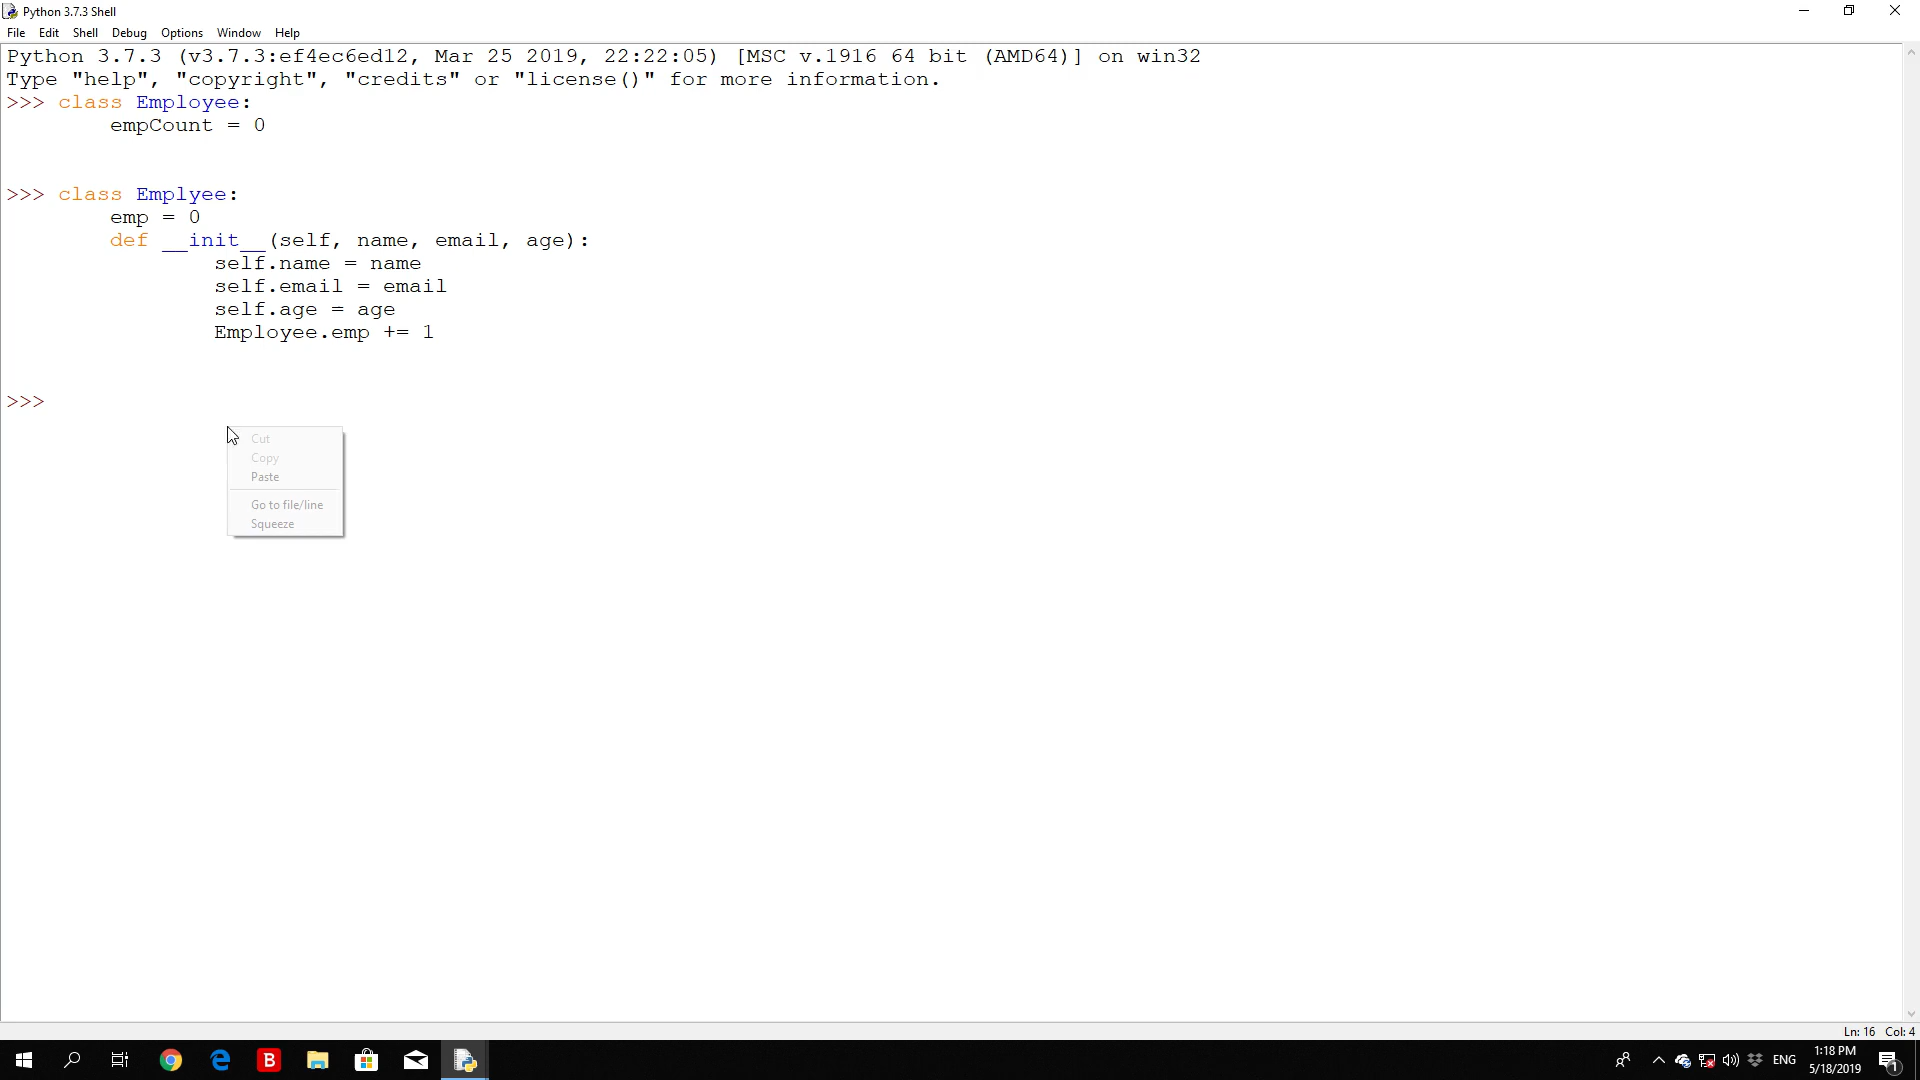 Python 3.7.3 Shell
File Edit Shell Debug Options Window Help
Python 3.7.3 (v3.7.3:ef4ec6ed12, Mar 25 2019, 22:22:05) [MSC v.1916 64 bit (AMD64)] on win32
Type "help", "copyright", "credits" or "license()" for more information.
>>> class Employee:
empCount = 0
>>> class Emplyee:
emp = 0
def __init__(self, name, email, age):
self.name = name
self.email = email
self.age = age
Employee.emp += 1
>>>
Cut
Copy
Paste
Go to file/line
Squeeze
Ln: 16 Col: 4
B
ENG
1:18 PM
5/18/2019
1